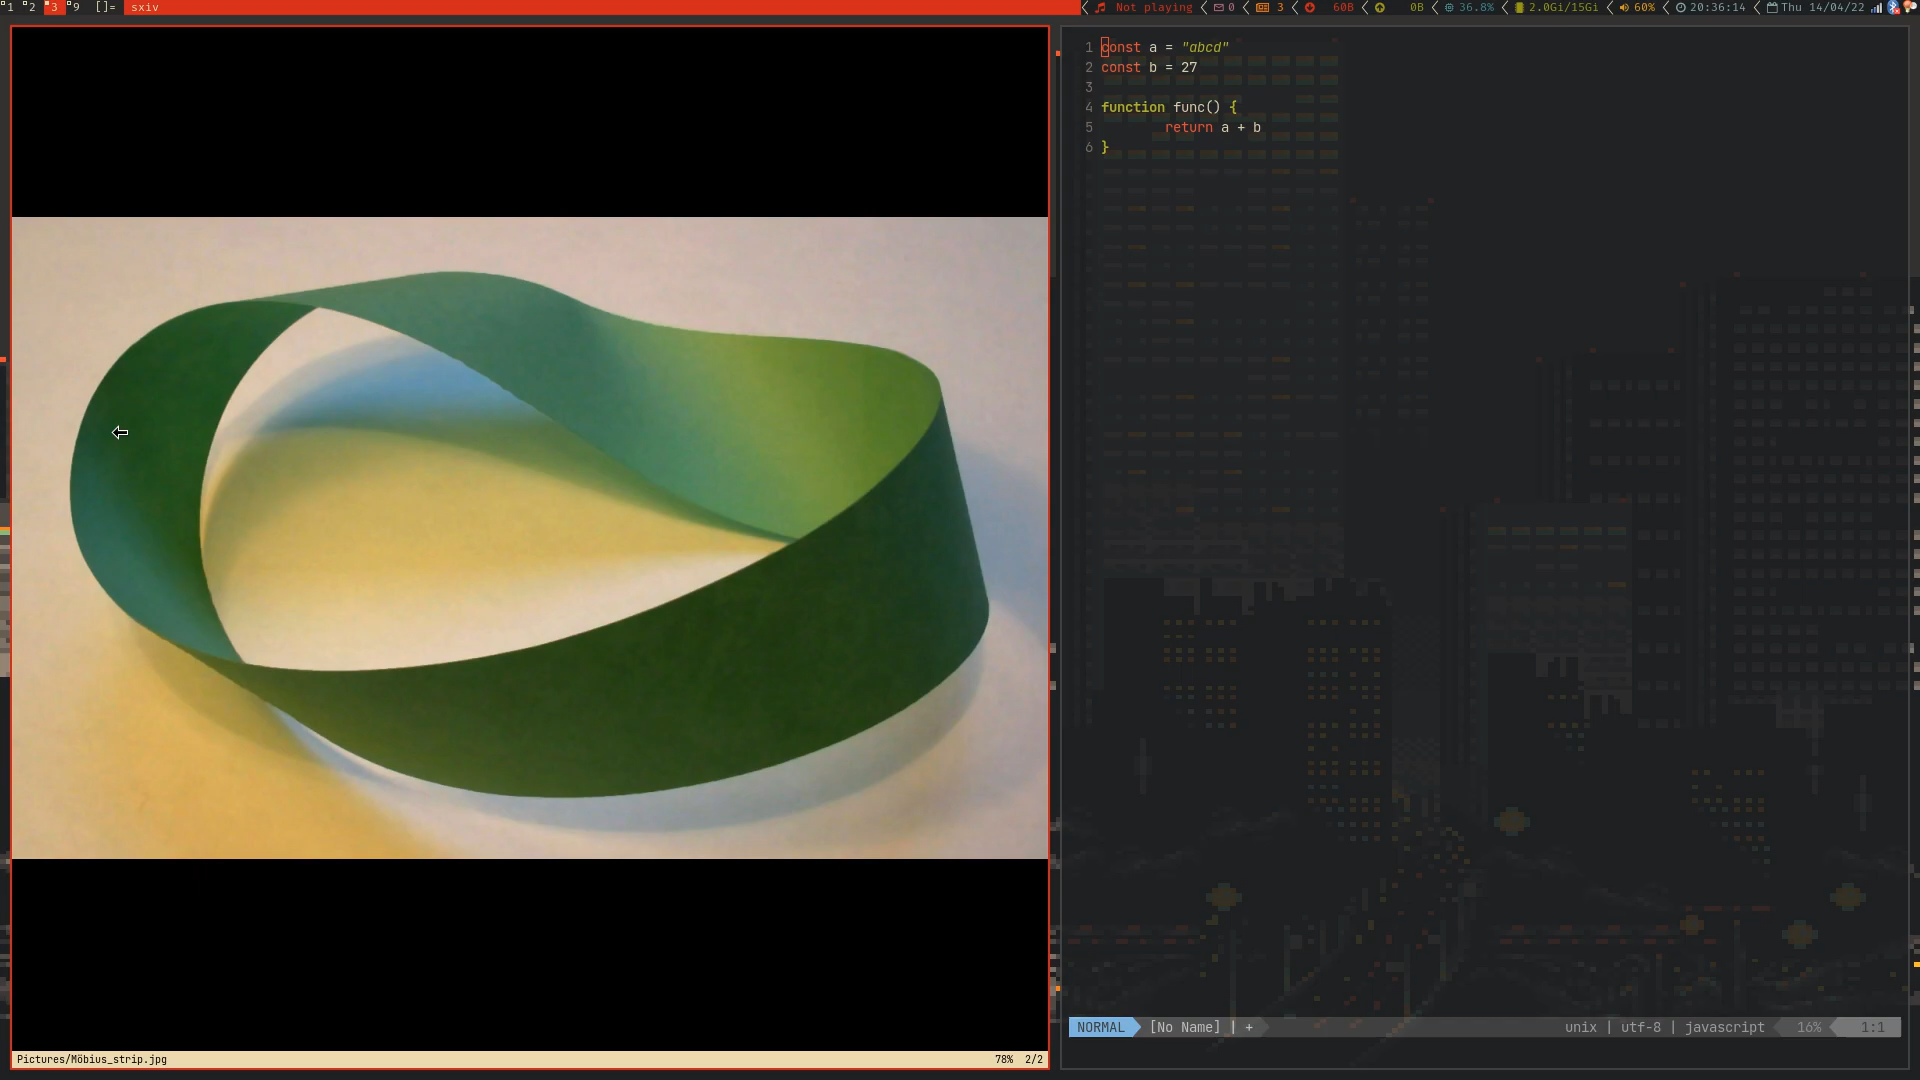 1 2 3 9 []= sxiv Not playing 0 3 60B 0B 36.8% 2.0Gi/15Gi 60% 20:36:14 Thu 14/04/22
1 const a = "abcd"
2 const b = 27
3
4 function func() {
5 return a + b
6 }
NORMAL [No Name] | + unix | utf-8 | javascript 16% 1:1
Pictures/Möbius_strip.jpg 78% 2/2